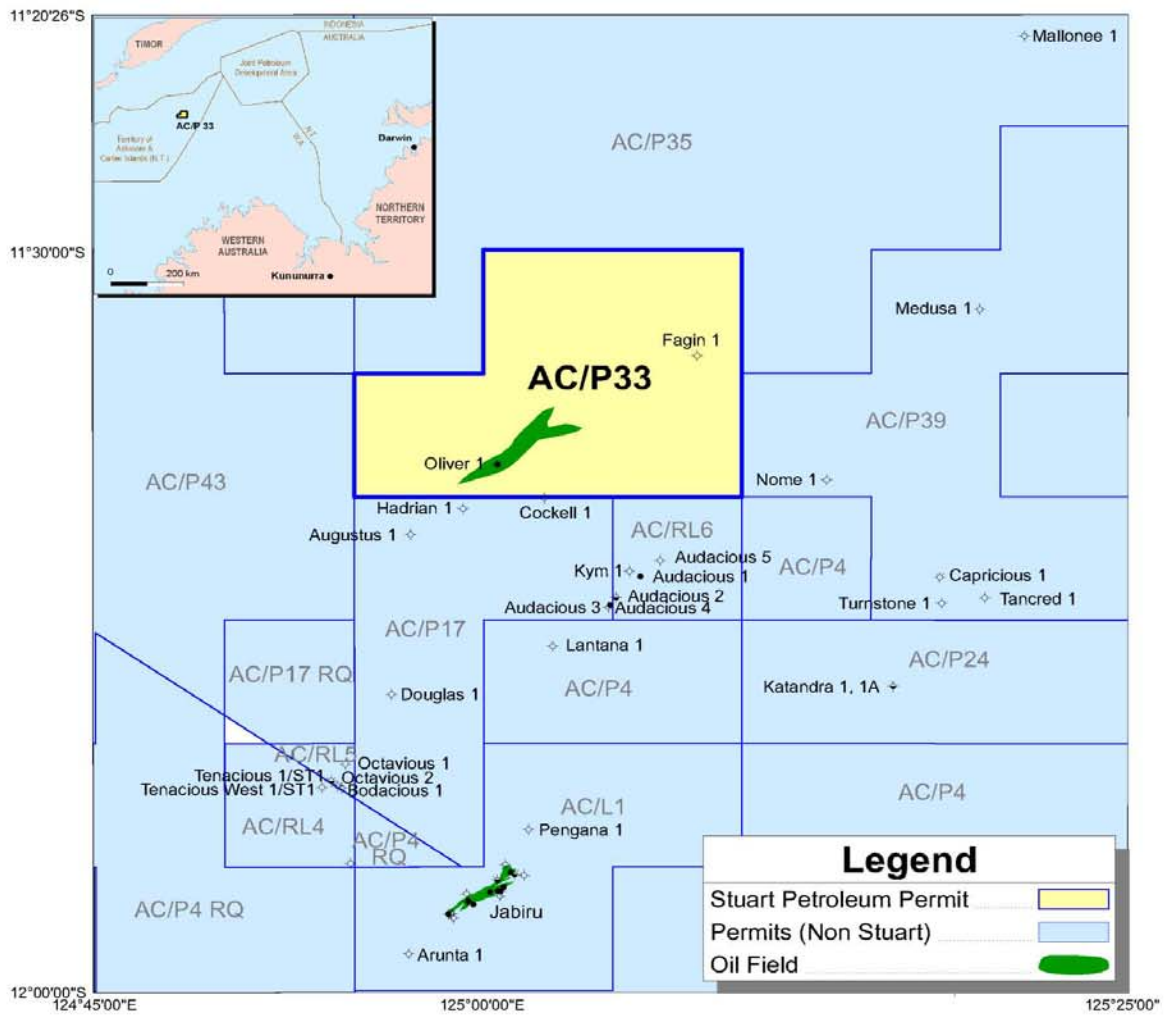 11°20'26"S
INDONESIA
AUSTRALIA
TIMOR
Joint Petroleum
Development Area
AC/P 33
Territory of
Ashmore &
Cartier Islands (N.T.)
N.T.
W.A.
Darwin
NORTHERN
TERRITORY
WESTERN
AUSTRALIA
Kununurra
0 200 km
Mallonee 1
AC/P35
11°30'00"S
Medusa 1
Fagin 1
AC/P33
AC/P39
Oliver 1
AC/P43
Nome 1
Hadrian 1
Cockell 1
Augustus 1
AC/RL6
Audacious 5
Kym 1
Audacious 1
AC/P4
Capricious 1
Audacious 2
Audacious 3
Audacious 4
Turnstone 1
Tancred 1
AC/P17
Lantana 1
AC/P24
AC/P17 RQ
AC/P4
Katandra 1, 1A
Douglas 1
AC/RL5
Octavious 1
Tenacious 1/ST1
Octavious 2
Tenacious West 1/ST1
Bodacious 1
AC/P4
AC/L1
AC/RL4
Pengana 1
AC/P4
RQ
AC/P4 RQ
Jabiru
Arunta 1
Legend
Stuart Petroleum Permit
Permits (Non Stuart)
Oil Field
12°00'00"S
124°45'00"E
125°00'00"E
125°25'00"